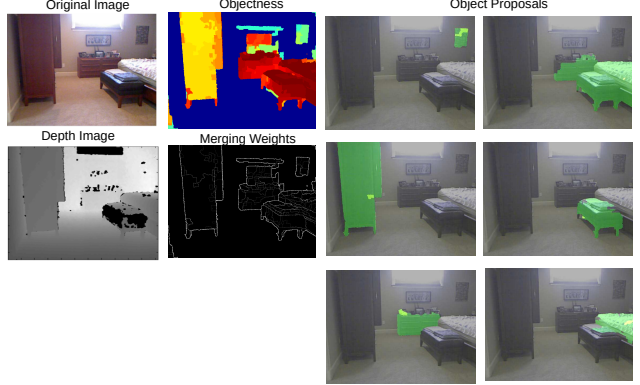 Original Image
Objectness
Object Proposals
Depth Image
Merging Weights